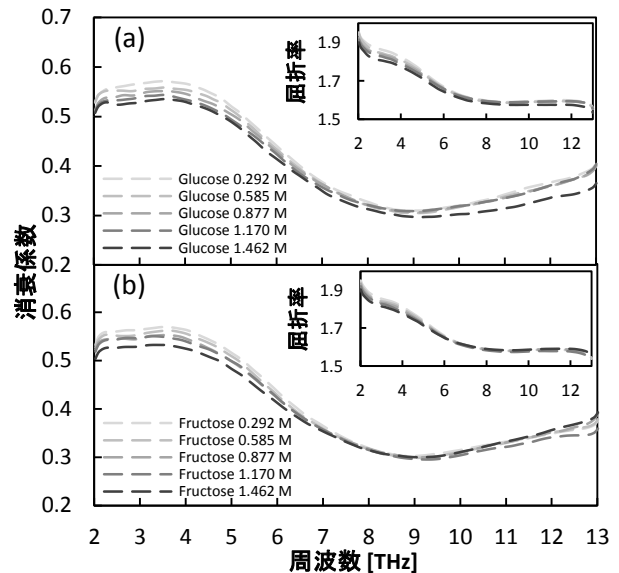 0.7
(a)
0.6
0.5
0.4
0.3
0.2
屈折率
1.9
1.7
1.5
2 4 6 8 10 12
Glucose 0.292 M
Glucose 0.585 M
Glucose 0.877 M
Glucose 1.170 M
Glucose 1.462 M
消衰係数
(b)
0.6
0.5
0.4
0.3
0.2
屈折率
1.9
1.7
1.5
2 4 6 8 10 12
Fructose 0.292 M
Fructose 0.585 M
Fructose 0.877 M
Fructose 1.170 M
Fructose 1.462 M
2 3 4 5 6 7 8 9 10 11 12 13
周波数 [THz]